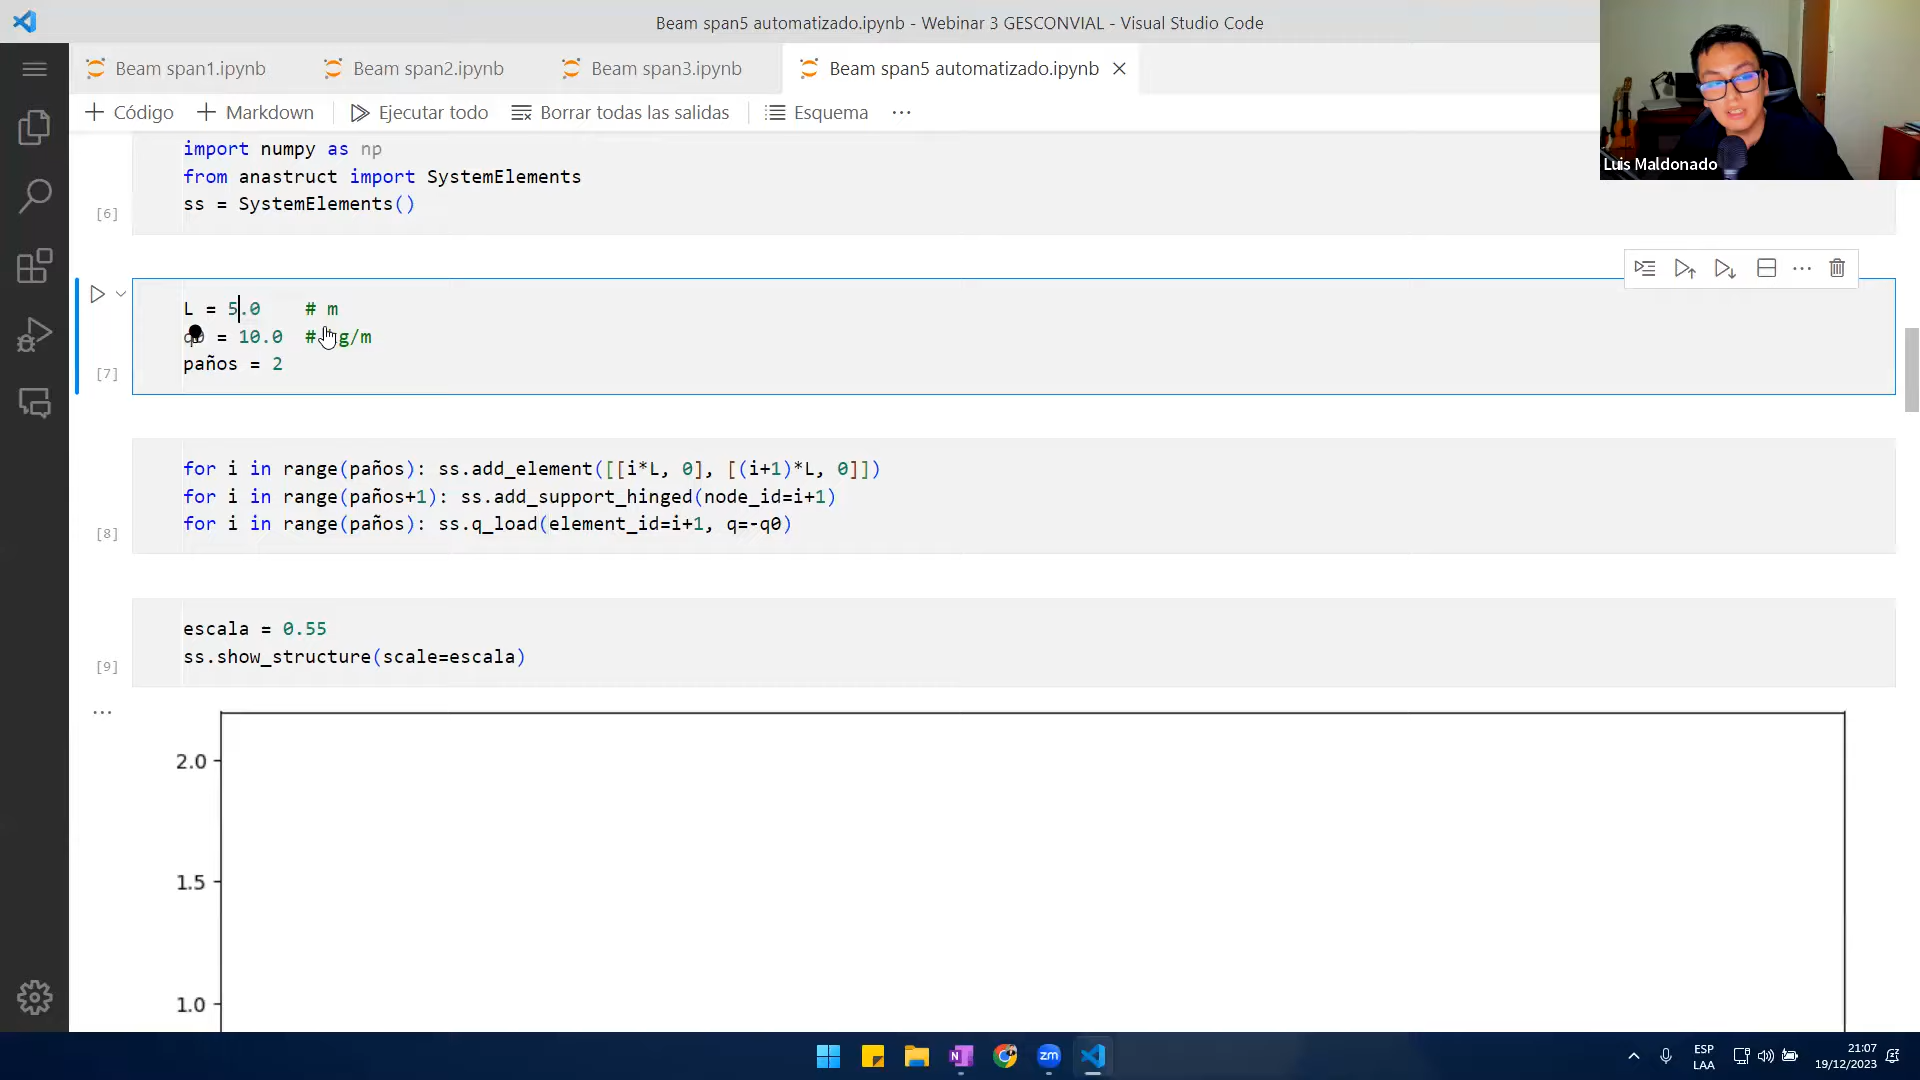 Beam span5 automatizado.ipynb - Webinar 3 GESCONVIAL - Visual Studio Code
Beam span1.ipynb
Beam span2.ipynb
Beam span3.ipynb
Beam span5 automatizado.ipynb
Código
Markdown
Ejecutar todo
Borrar todas las salidas
Esquema
Luis Maldonado
import numpy as np
from anastruct import SystemElements
ss = SystemElements()
[6]
L = 5.0 # m
= 10.0 # g/m
paños = 2
[7]
for i in range(paños): ss.add_element([[i*L, 0], [(i+1)*L, 0]])
for i in range(paños+1): ss.add_support_hinged(node_id=i+1)
for i in range(paños): ss.q_load(element_id=i+1, q=-q0)
[8]
escala = 0.55
ss.show_structure(scale=escala)
[9]
2.0
1.5
1.0
zm
ESP
LAA
21:07
19/12/2023